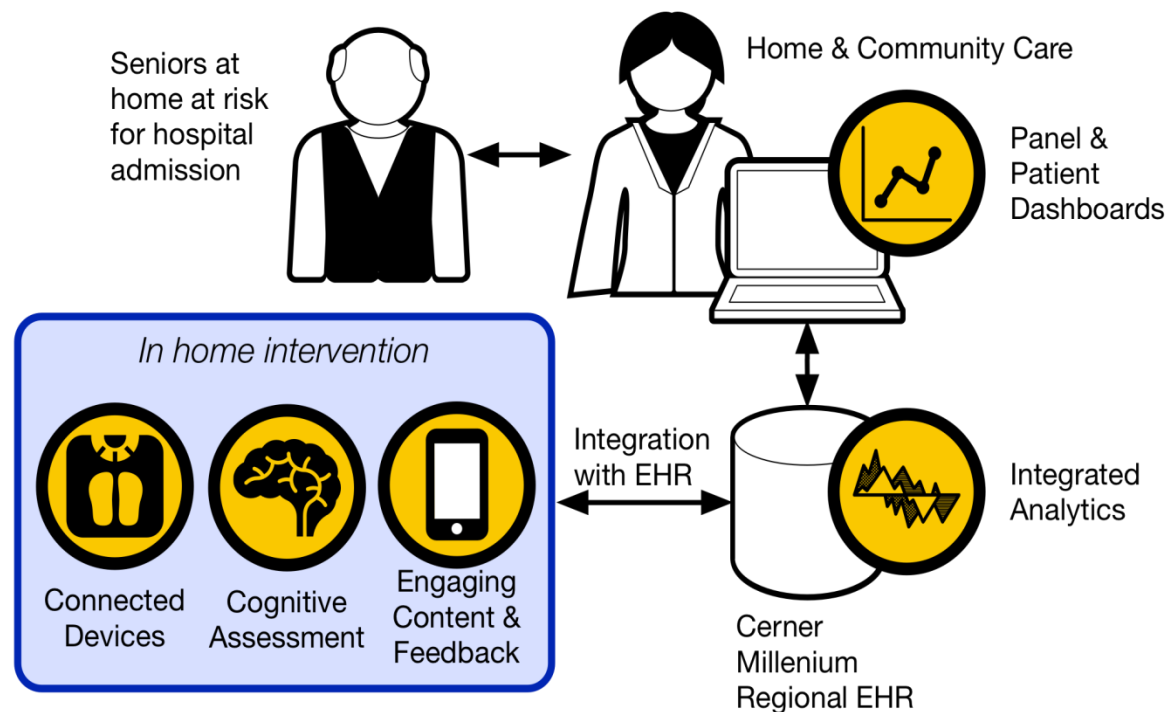 Seniors at
home at risk
for hospital
admission
Home & Community Care
Panel &
Patient
Dashboards
In home intervention
Connected
Devices
Cognitive
Assessment
Engaging
Content &
Feedback
Integration
with EHR
Integrated
Analytics
Cerner
Millenium
Regional EHR